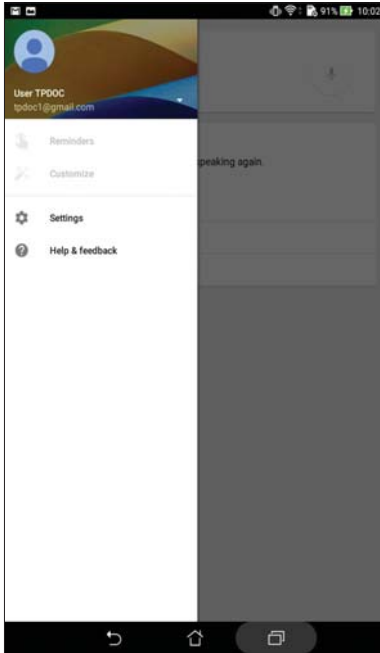 91% 10:02
User TPDOC
tpdoc1@gmail.com
Reminders
speaking again.
Customize
Settings
Help & feedback